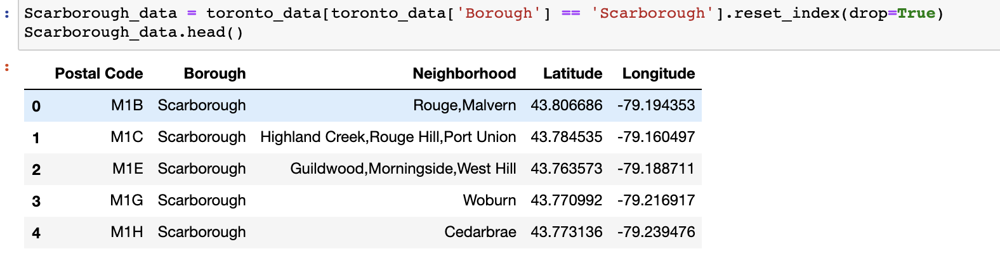 : Scarborough_data = toronto_data[toronto_data['Borough'] == 'Scarborough'].reset_index(drop=True)
Scarborough_data.head()
:
Postal Code Borough Neighborhood Latitude Longitude
0 M1B Scarborough Rouge,Malvern 43.806686 -79.194353
1 M1C Scarborough Highland Creek,Rouge Hill,Port Union 43.784535 -79.160497
2 M1E Scarborough Guildwood,Morningside,West Hill 43.763573 -79.188711
3 M1G Scarborough Woburn 43.770992 -79.216917
4 M1H Scarborough Cedarbrae 43.773136 -79.239476